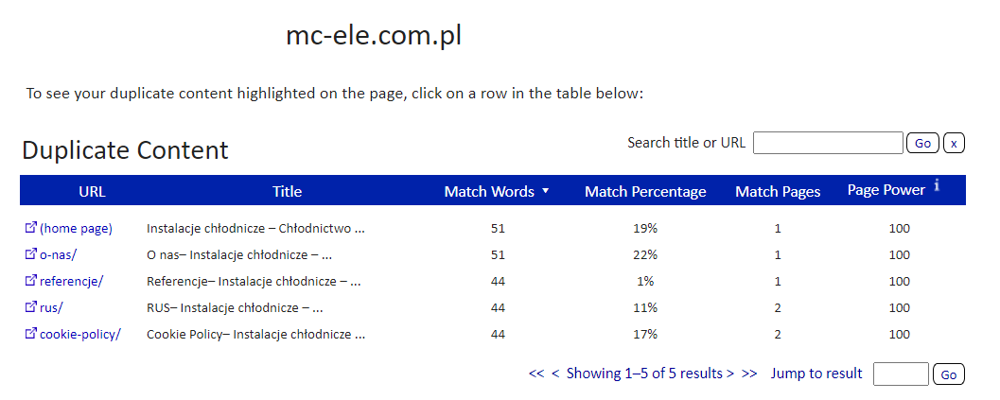 mc-ele.com.pl
To see your duplicate content highlighted on the page, click on a row in the table below:
Duplicate Content
Search title or URL Go x
URL Title Match Words ▼ Match Percentage Match Pages Page Power i
(home page) Instalacje chłodnicze – Chłodnictwo ... 51 19% 1 100
o-nas/ O nas– Instalacje chłodnicze – ... 51 22% 1 100
referencje/ Referencje– Instalacje chłodnicze – ... 44 1% 1 100
rus/ RUS– Instalacje chłodnicze – ... 44 11% 2 100
cookie-policy/ Cookie Policy– Instalacje chłodnicze ... 44 17% 2 100
<< < Showing 1–5 of 5 results > >> Jump to result Go